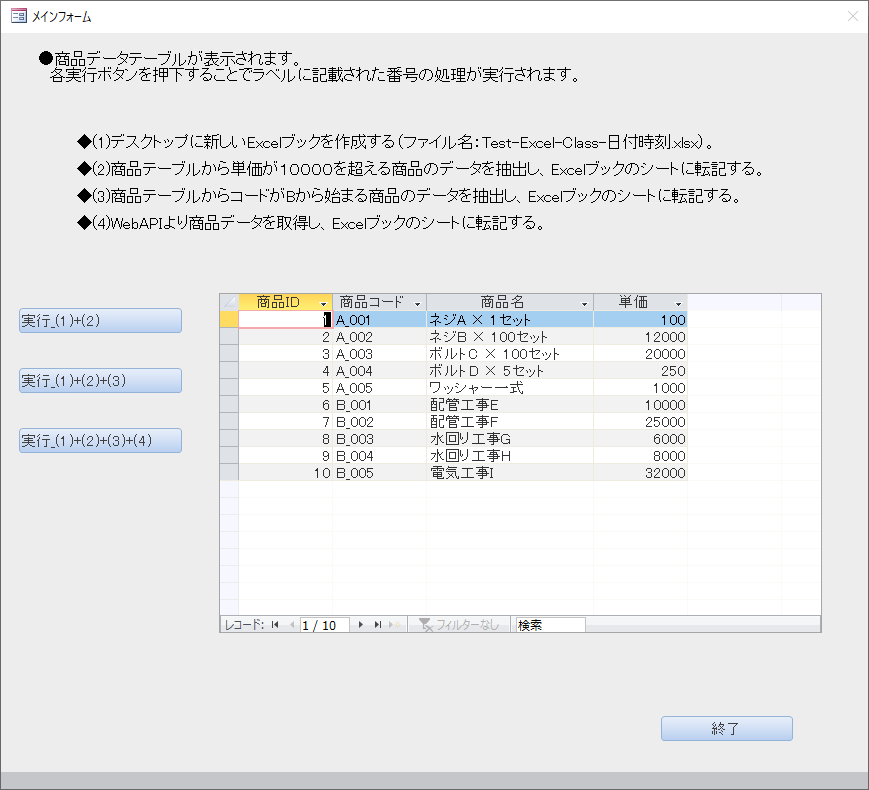 メインフォーム
●商品データテーブルが表示されます。
各実行ボタンを押下することでラベルに記載された番号の処理が実行されます。
◆(1)デスクトップに新しいExcelブックを作成する(ファイル名:Test-Excel-Class-日付時刻.xlsx)。
◆(2)商品テーブルから単価が10000を超える商品のデータを抽出し、Excelブックのシートに転記する。
◆(3)商品テーブルからコードがBから始まる商品のデータを抽出し、Excelブックのシートに転記する。
◆(4)WebAPIより商品データを取得し、Excelブックのシートに転記する。
実行_(1)+(2)
実行_(1)+(2)+(3)
実行_(1)+(2)+(3)+(4)
商品ID 商品コード 商品名 単価
1 A_001 ネジA × 1セット 100
2 A_002 ネジB × 100セット 12000
3 A_003 ボルトC × 100セット 20000
4 A_004 ボルトD × 5セット 250
5 A_005 ワッシャー一式 1000
6 B_001 配管工事E 10000
7 B_002 配管工事F 25000
8 B_003 水回り工事G 6000
9 B_004 水回り工事H 8000
10 B_005 電気工事I 32000
レコード: 1 / 10 フィルターなし 検索
終了